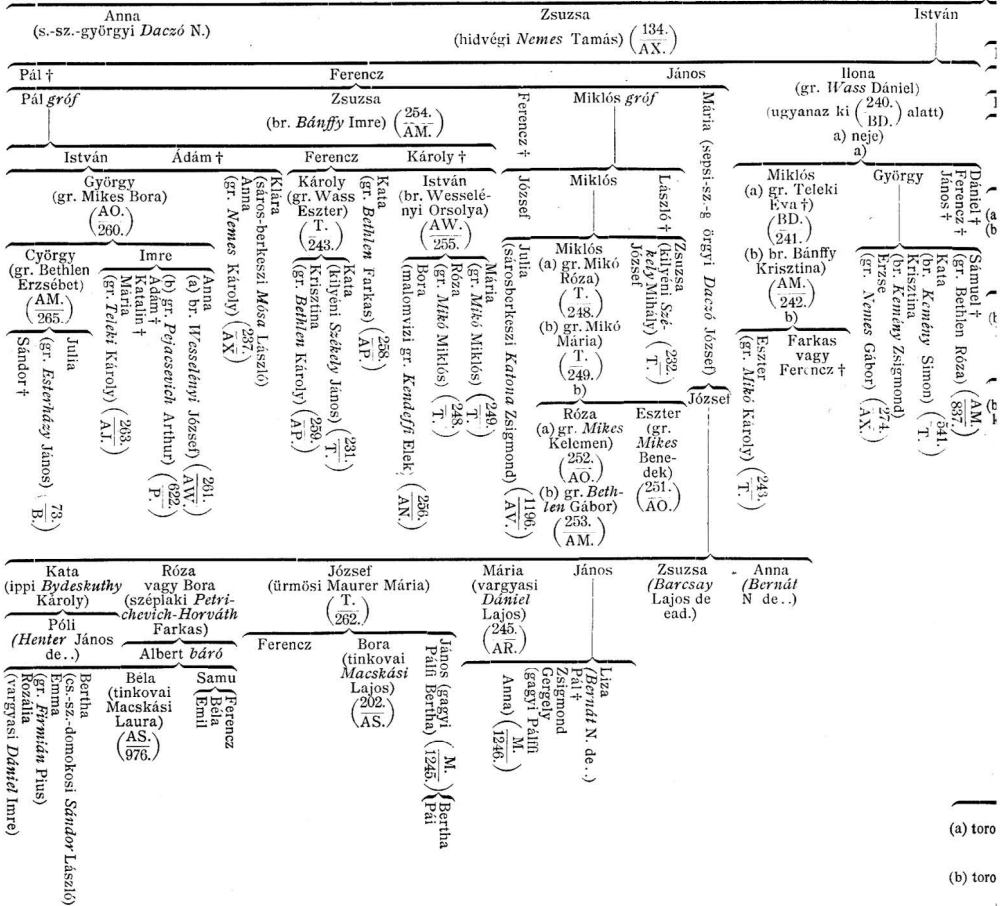 Anna
(s.-sz.-györgyi Daczó N.)
Zsuzsa
(hidvégi Nemes Tamás) (134. AX.)
István
Pál †
Ferencz
János
Ilona
(gr. Wass Dániel)
(ugyanaz ki (240. BD.) alatt)
a) neje)
a)
Pál gróf
Zsuzsa
(br. Bánffy Imre) (254. AM.)
Ferencz †
Miklós gróf
Mária (sepsi-sz.-g örgyi Daczó József)
István
Ádám †
Ferencz
Károly †
József
Miklós
László †
Miklós
(a) gr. Teleki
Éva †)
(BD. 241.)
(b) br. Bánffy
Krisztina)
(AM. 242.)
b)
György
Dániel †
Ferencz †
János †
György
(gr. Mikes Bora)
(AO. 260.)
Klára
(sáros-berkeszi Mósa László)
Anna
(gr. Nemes Károly) (237. AX)
Károly
(gr. Wass
Eszter)
(T. 243.)
Kata
(gr. Bethlen Farkas) (258. AP.)
István
(br. Wesselé-
nyi Orsolya)
(AW. 255.)
Julia
(sárosberkeszi Katona Zsigmond) (1196. AV.)
Miklós
(a) gr. Mikó
Róza)
(T. 248.)
(b) gr. Mikó
Mária)
(T. 249.)
b)
Zsuzsa
(kilyéni Szé-
kely Mihály) (232. T.)
József
Sámuel †
(gr. Bethlen Róza) (AM. 837.)
Kata
(br. Kemény Simon) (541. T.)
Krisztina
(br. Kemény Zsigmond)
Erzse
(gr. Nemes Gábor) (274. AX.)
Cyörgy
(gr. Bethlen
Erzsébet)
(AM. 265.)
Imre
Anna
(a) br. Wesselényi József) (261. AW.)
(b) gr. Pejacsevich Arthur) (622. P.)
Ádám †
Katalin †
Mária
(gr. Teleki Károly) (263. AJ.)
Kata
(kilyéni Székely János) (231. T.)
Krisztina
(gr. Bethlen Károly) (259. AP.)
Mária
(gr. Mikó Miklós) (249. T.)
Róza
(gr. Mikó Miklós) (248. T.)
Bora
(malomvizi gr. Kendeffi Elek) (256. AN.)
Eszter
(gr. Mikó Károly) (243. T.)
Farkas
vagy
Ferencz †
Julia
(gr. Esterházy János) (73. B.)
Sándor †
Róza
(a) gr. Mikes
Kelemen)
(252. AO.)
(b) gr. Beth-
len Gábor)
(253. AM.)
Eszter
(gr.
Mikes
Bene-
dek)
(251. AO.)
József
Kata
(ippi Bydeskuthy
Károly)
Róza
vagy Bora
(széplaki Petri-
chevich-Horváth
Farkas)
József
(ürmösi Maurer Mária)
(T. 262.)
Mária
(vargyasi
Dániel
Lajos)
(245. AR.)
János
Zsuzsa
(Barcsay
Lajos de
ead.)
Anna
(Bernát
N de..)
Póli
(Henter János
de..)
Albert báró
Ferencz
Bora
(tinkovai
Macskási
Lajos)
(202. AS.)
János (gagyi
Pálfi Bertha) (M. 1245.)
Bertha
Pái
Liza
(Bernát N. de..)
Pál †
Zsigmond
Gergely
(gagyi Pálffi
Anna) (M. 1246.)
Bertha
(cs.-sz.-domokosi Sándor László)
Emma
(gr. Firmián Pius)
Rozália
(vargyasi Dániel Imre)
Béla
(tinkovai
Macskási
Laura)
(AS. 976.)
Samu
Ferencz
Béla
Emil
(a
(b
(b
(a) toro
(b) toro